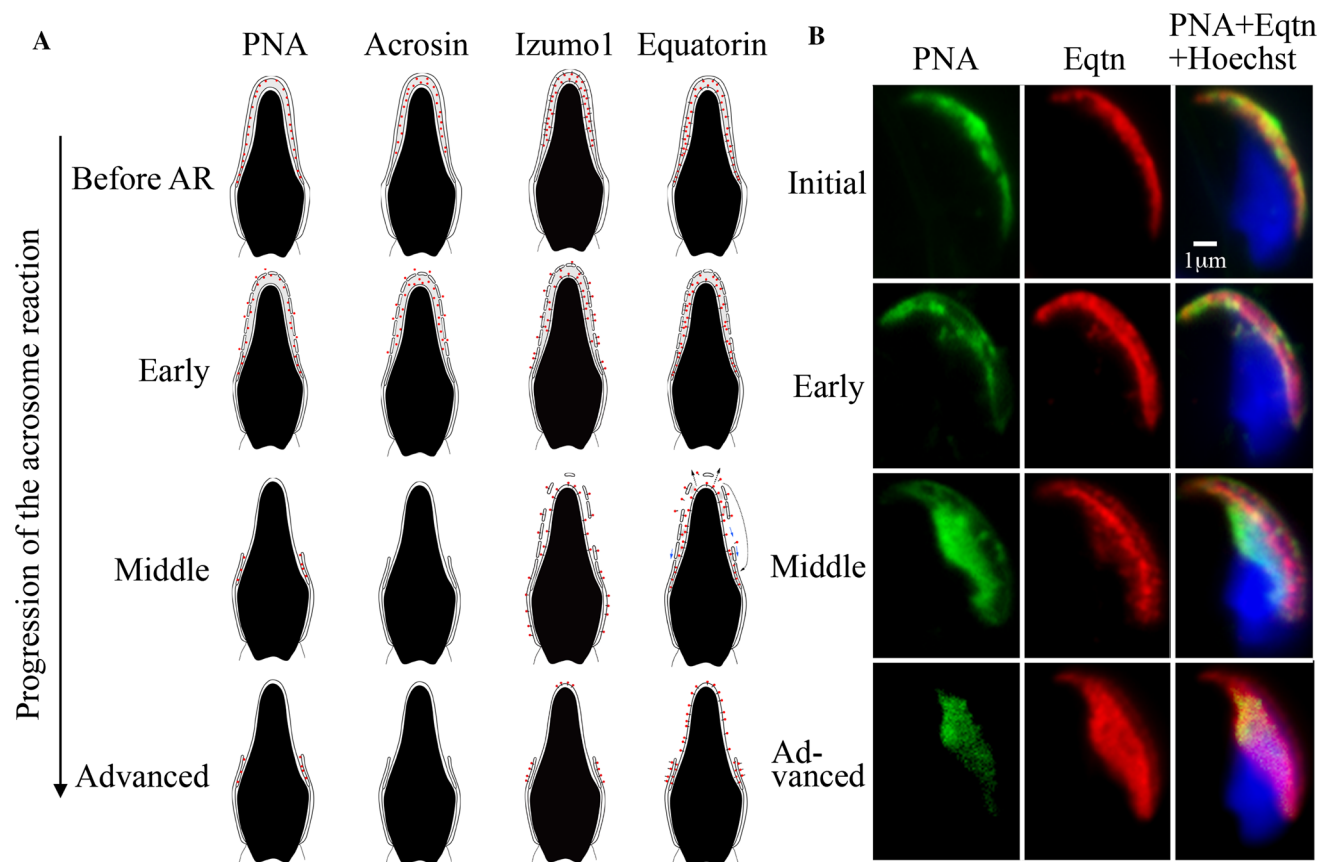 A
PNA
Acrosin
Izumo1
Equatorin
Progression of the acrosome reaction
Before AR
Early
Middle
Advanced
B
PNA
Eqtn
PNA+Eqtn
+Hoechst
Initial
1μm
Early
Middle
Ad-
vanced